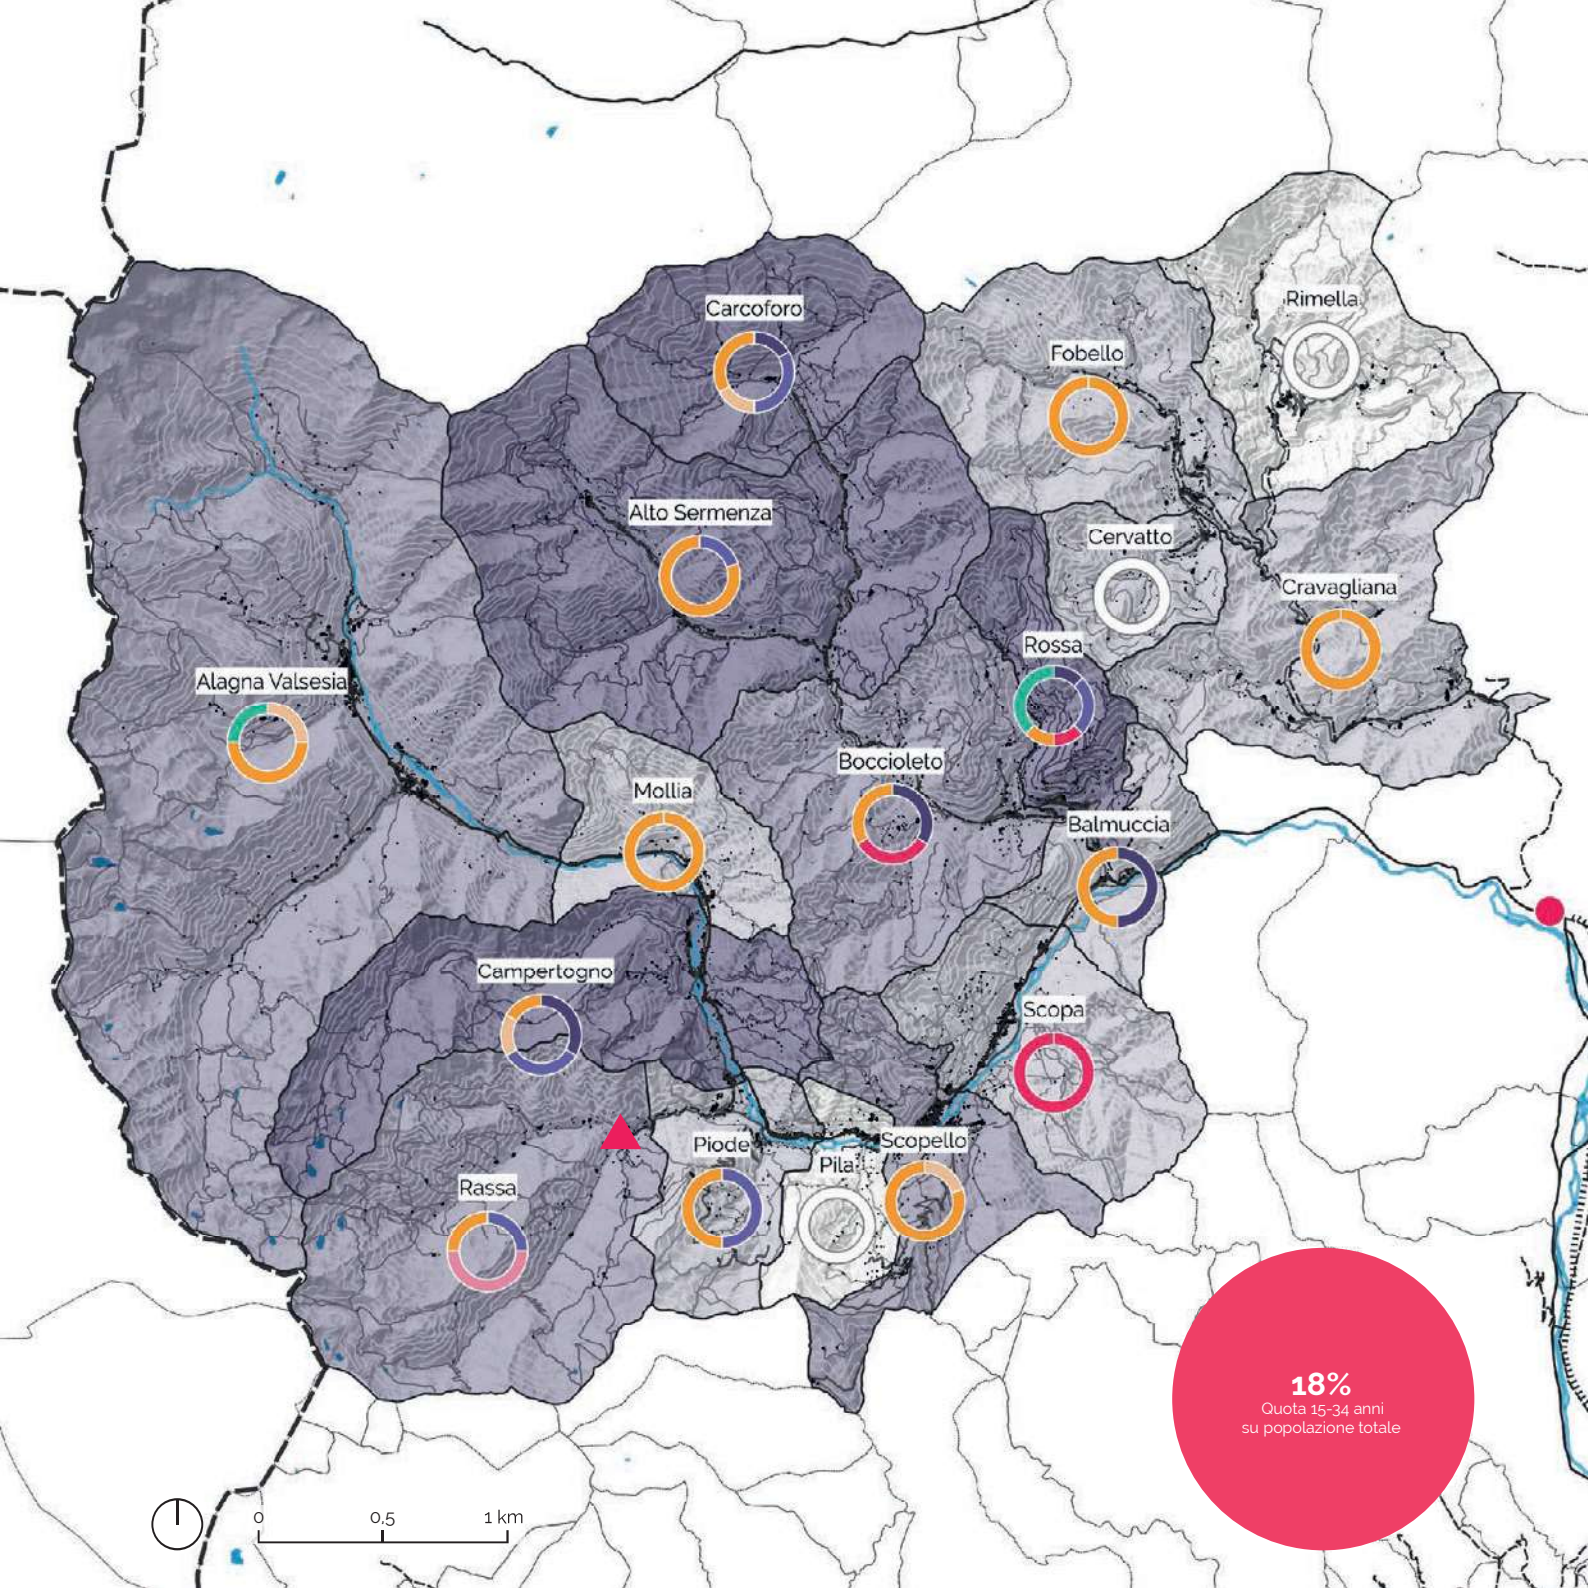 Rimella
Carcoforo
Fobello
Alto Sermenza
Cervatto
Cravagliana
Rossa
Alagna Valsesia
Boccioleto
Mollia
Balmuccia
Campertogno
Scopa
Piode
Scopello
Pila
Rassa
18%
Quota 15-34 anni
su popolazione totale
0
0,5
1 km